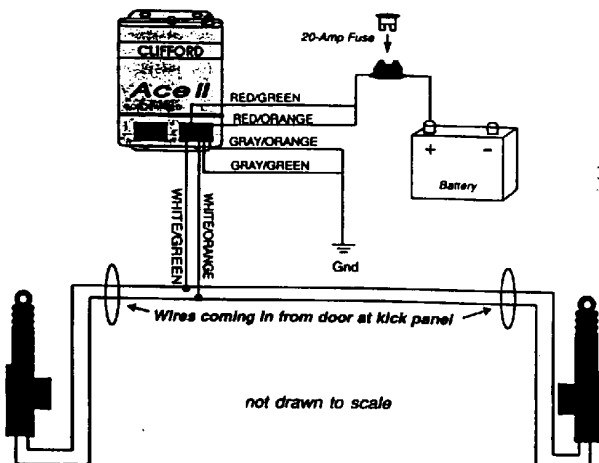 20-Amp Fuse
CLIFFORD
Ace II
RED/GREEN
RED/ORANGE
GRAY/ORANGE
GRAY/GREEN
+ -
Battery
WHITE/GREEN
WHITE/ORANGE
Gnd
Wires coming in from door at kick panel
not drawn to scale